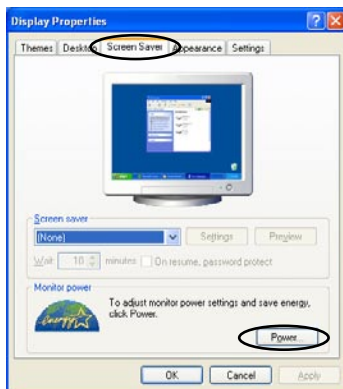 Display Properties
Themes Desktop Screen Saver Appearance Settings
Screen saver
(None) Settings Preview
Wait: 10 minutes On resume, password protect
Monitor power
To adjust monitor power settings and save energy,
click Power.
energy
Power...
OK Cancel Apply